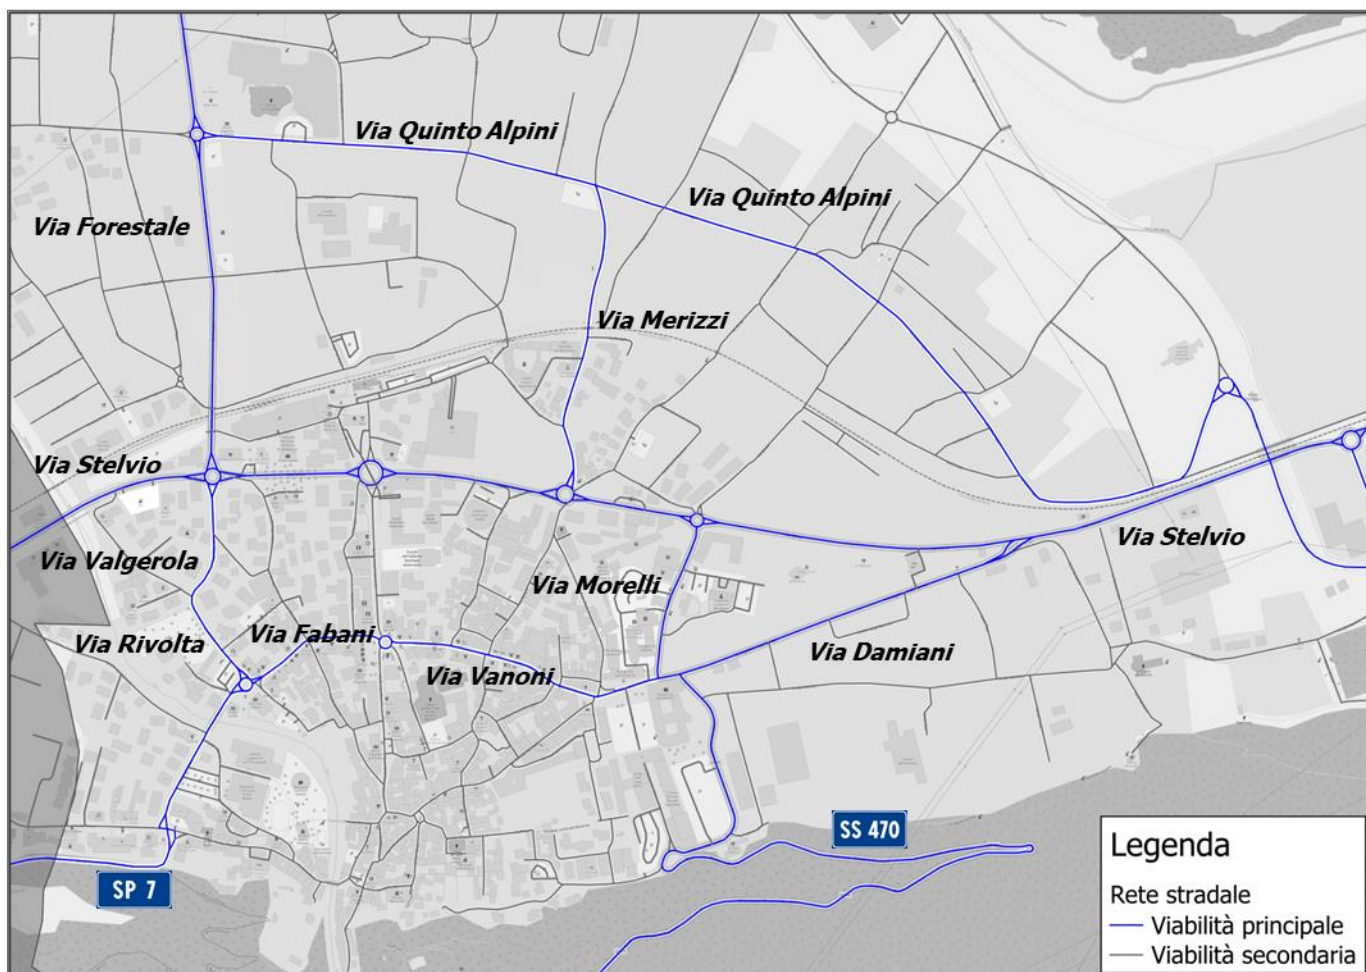 Via Quinto Alpini
Via Quinto Alpini
Via Forestale
Via Merizzi
Via Stelvio
Via Stelvio
Via Valgerola
Via Morelli
Via Rivolta
Via Fabani
Via Damiani
Via Vanoni
SS 470
SP 7
Legenda
Rete stradale
Viabilità principale
Viabilità secondaria